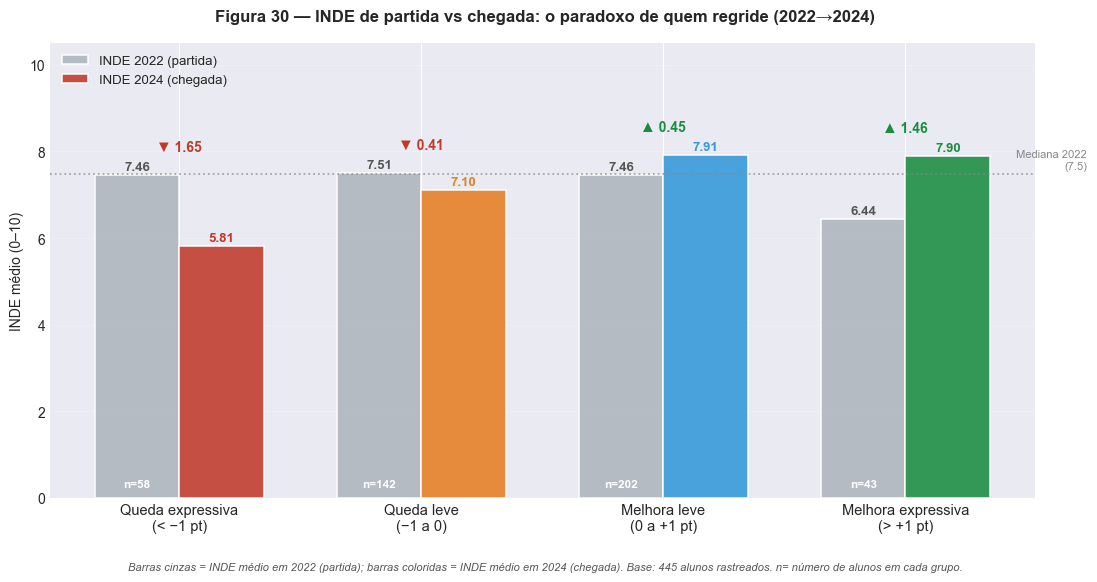 Figura 30 — INDE de partida vs chegada: o paradoxo de quem regride (2022→2024)
INDE 2022 (partida)
INDE 2024 (chegada)
INDE médio (0–10)
10
8
6
4
2
0
▼ 1.65
▼ 0.41
▲ 0.45
▲ 1.46
7.46
5.81
7.51
7.10
7.46
7.91
6.44
7.90
Mediana 2022
(7.5)
n=58
n=142
n=202
n=43
Queda expressiva
(< −1 pt)
Queda leve
(−1 a 0)
Melhora leve
(0 a +1 pt)
Melhora expressiva
(> +1 pt)
Barras cinzas = INDE médio em 2022 (partida); barras coloridas = INDE médio em 2024 (chegada). Base: 445 alunos rastreados. n= número de alunos em cada grupo.